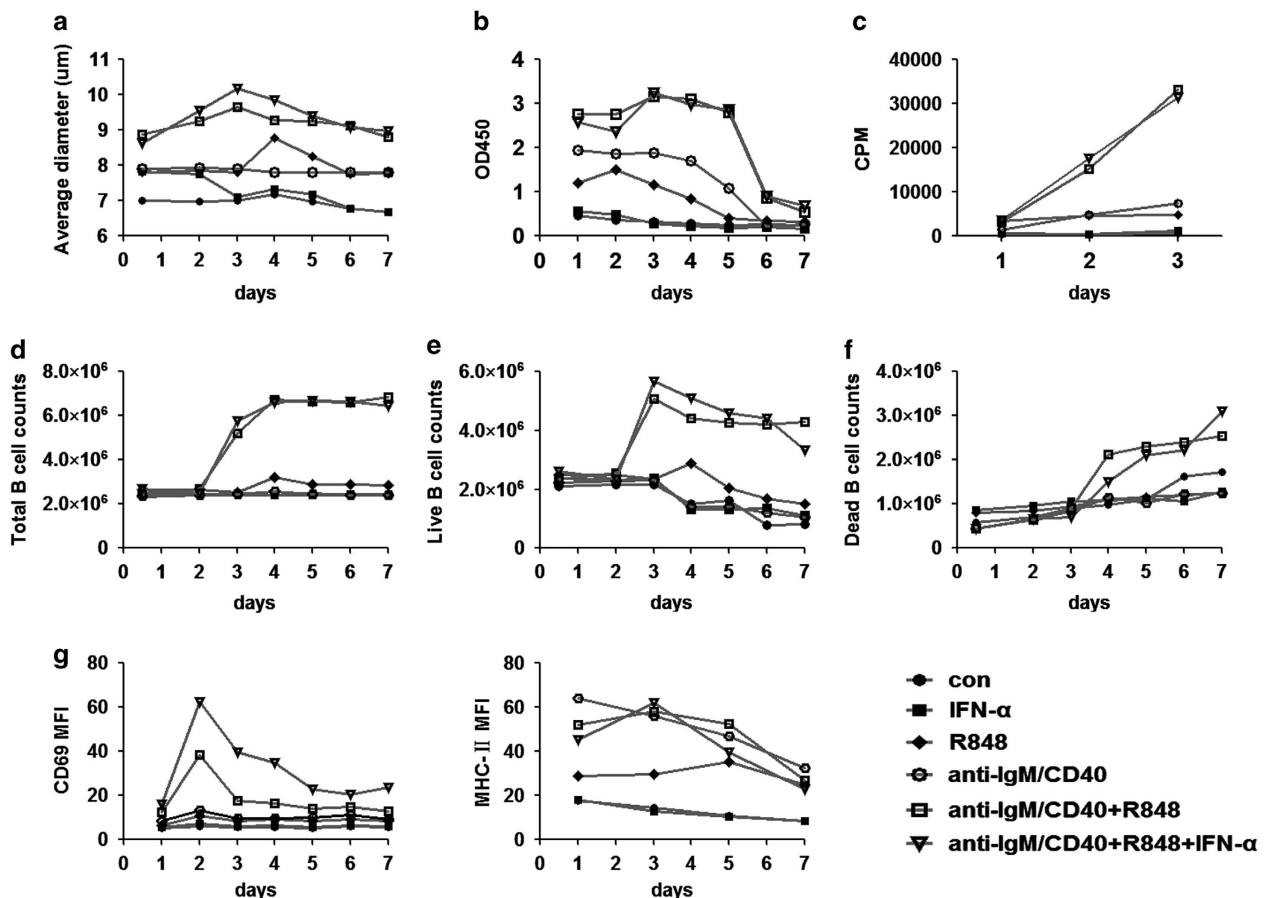 a
Average diameter (um)
11
10
9
8
7
6
0 1 2 3 4 5 6 7
days
b
OD450
4
3
2
1
0
0 1 2 3 4 5 6 7
days
c
CPM
40000
30000
20000
10000
0
1 2 3
days
d
Total B cell counts
8.0×10⁶
6.0×10⁶
4.0×10⁶
2.0×10⁶
0
0 1 2 3 4 5 6 7
days
e
Live B cell counts
6.0×10⁶
4.0×10⁶
2.0×10⁶
0
0 1 2 3 4 5 6 7
days
f
Dead B cell counts
4.0×10⁶
3.0×10⁶
2.0×10⁶
1.0×10⁶
0
0 1 2 3 4 5 6 7
days
g
CD69 MFI
80
60
40
20
0
0 1 2 3 4 5 6 7
days
MHC-Ⅱ MFI
80
60
40
20
0
0 1 2 3 4 5 6 7
days
con
IFN-α
R848
anti-IgM/CD40
anti-IgM/CD40+R848
anti-IgM/CD40+R848+IFN-α